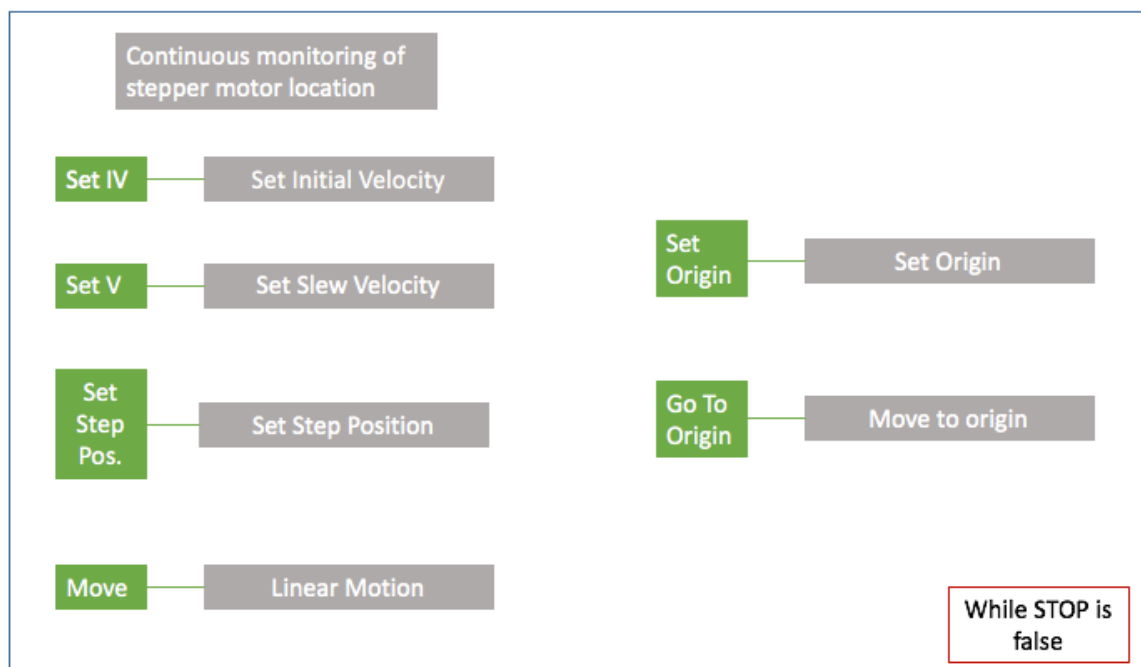 Continuous monitoring of
stepper motor location
Set IV
Set Initial Velocity
Set V
Set Slew Velocity
Set
Step
Pos.
Set Step Position
Move
Linear Motion
Set
Origin
Set Origin
Go To
Origin
Move to origin
While STOP is
false